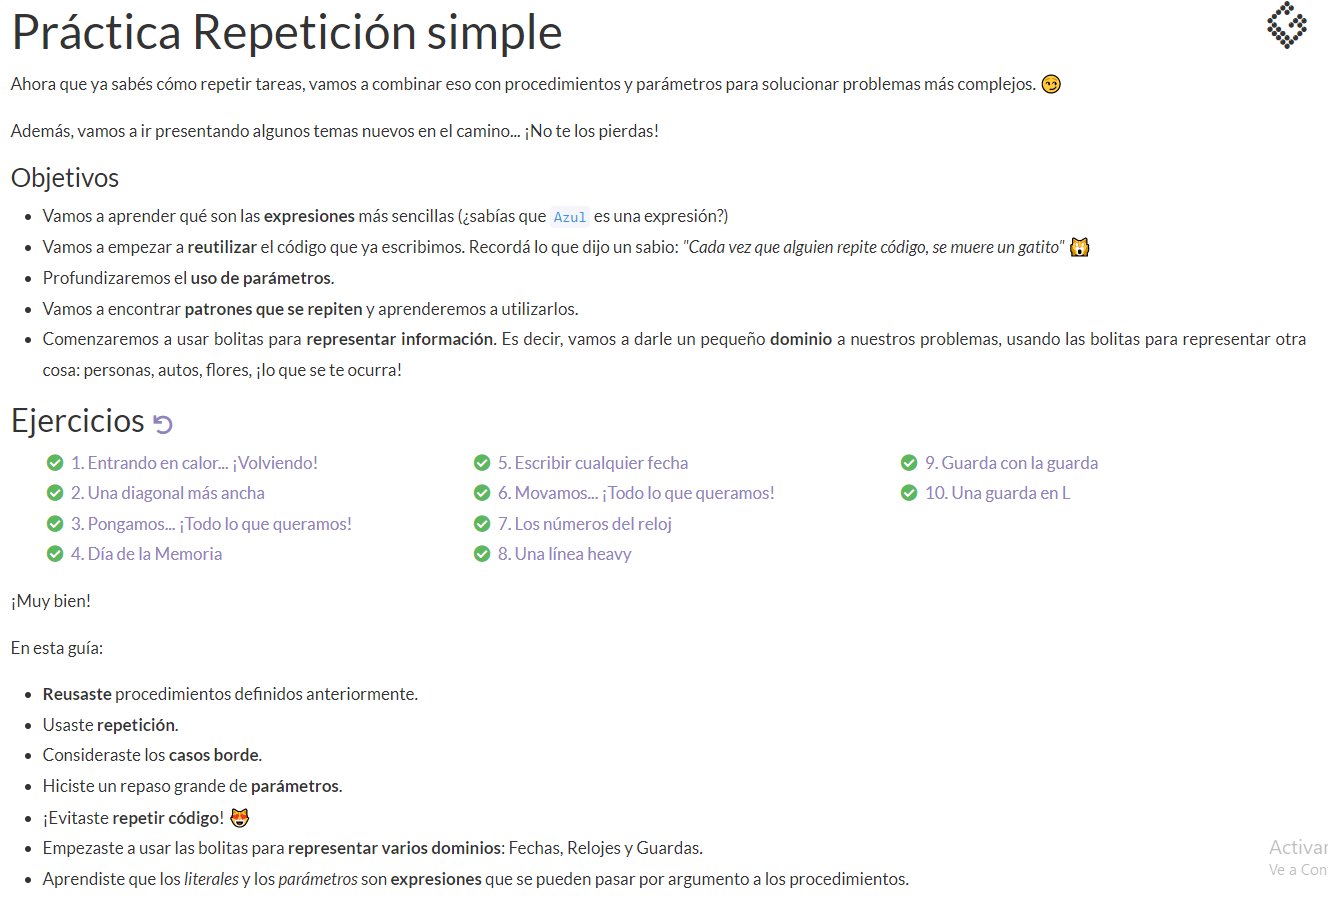 Práctica Repetición simple
Ahora que ya sabés cómo repetir tareas, vamos a combinar eso con procedimientos y parámetros para solucionar problemas más complejos. 😏
Además, vamos a ir presentando algunos temas nuevos en el camino... ¡No te los pierdas!
Objetivos
• Vamos a aprender qué son las expresiones más sencillas (¿sabías que Azul es una expresión?)
• Vamos a empezar a reutilizar el código que ya escribimos. Recordá lo que dijo un sabio: "Cada vez que alguien repite código, se muere un gatito" 🙀
• Profundizaremos el uso de parámetros.
• Vamos a encontrar patrones que se repiten y aprenderemos a utilizarlos.
• Comenzaremos a usar bolitas para representar información. Es decir, vamos a darle un pequeño dominio a nuestros problemas, usando las bolitas para representar otra
cosa: personas, autos, flores, ¡lo que se te ocurra!
Ejercicios
1. Entrando en calor... ¡Volviendo!
2. Una diagonal más ancha
3. Pongamos... ¡Todo lo que queramos!
4. Día de la Memoria
5. Escribir cualquier fecha
6. Movamos... ¡Todo lo que queramos!
7. Los números del reloj
8. Una línea heavy
9. Guarda con la guarda
10. Una guarda en L
¡Muy bien!
En esta guía:
• Reusaste procedimientos definidos anteriormente.
• Usaste repetición.
• Consideraste los casos borde.
• Hiciste un repaso grande de parámetros.
• ¡Evitaste repetir código! 😻
• Empezaste a usar las bolitas para representar varios dominios: Fechas, Relojes y Guardas.
• Aprendiste que los literales y los parámetros son expresiones que se pueden pasar por argumento a los procedimientos.
Activar
Ve a Con